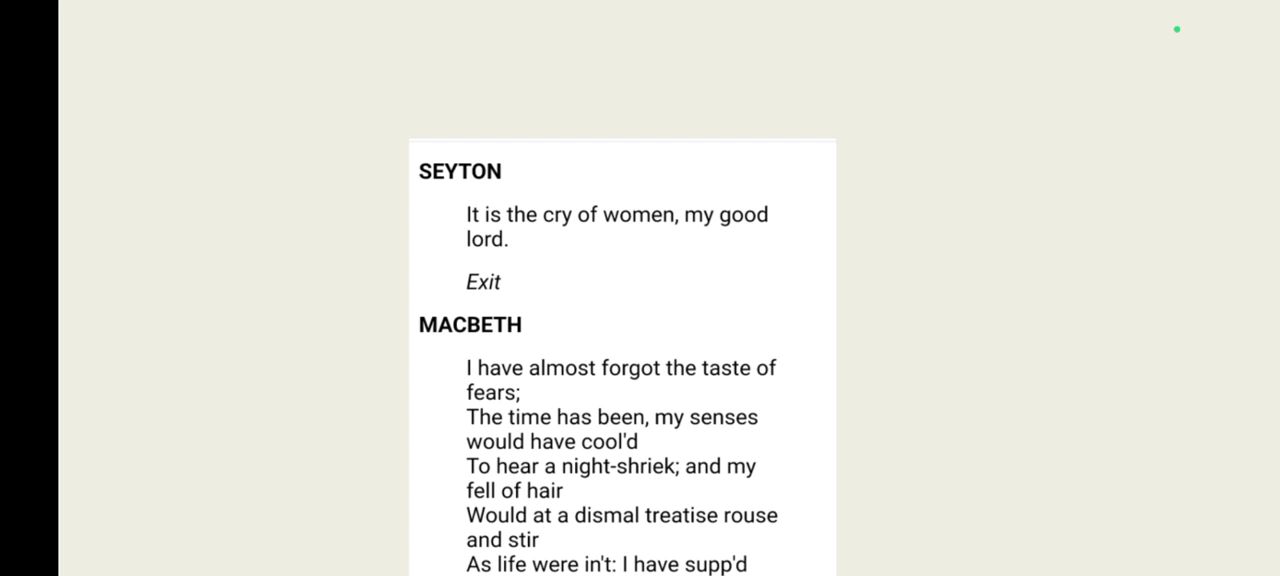 SEYTON
It is the cry of women, my good
lord.
Exit
MACBETH
I have almost forgot the taste of
fears;
The time has been, my senses
would have cool'd
To hear a night-shriek; and my
fell of hair
Would at a dismal treatise rouse
and stir
As life were in't: I have supp'd